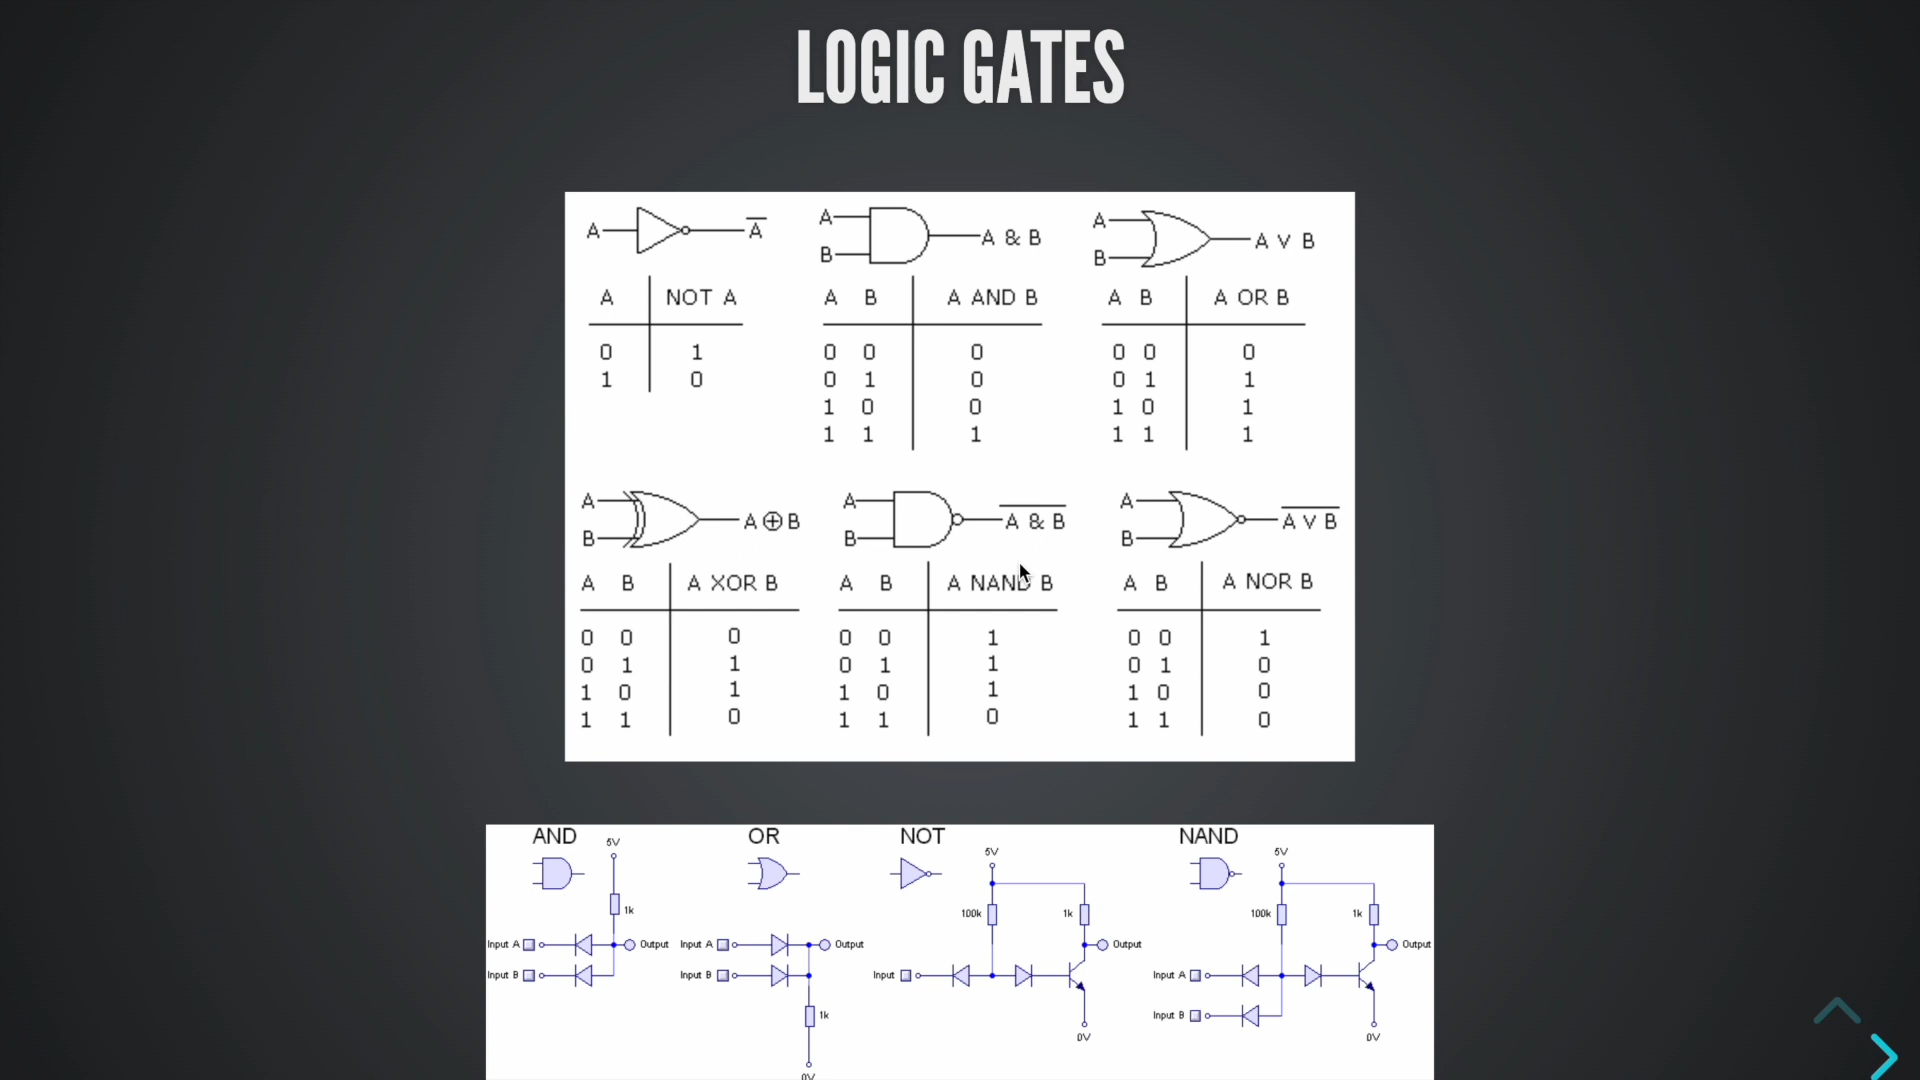 LOGIC GATES
A A̅
A B A & B
A B A ∨ B
A NOT A
0 1
1 0
A B A AND B
0 0 0
0 1 0
1 0 0
1 1 1
A B A OR B
0 0 0
0 1 1
1 0 1
1 1 1
A B A ⊕ B
A B A & B
A B A ∨ B
A B A XOR B
0 0 0
0 1 1
1 0 1
1 1 0
A B A NAND B
0 0 1
0 1 1
1 0 1
1 1 0
A B A NOR B
0 0 1
0 1 0
1 0 0
1 1 0
AND
5V
1k
Input A Output
Input B
OR
Input A Output
Input B
1k
0V
NOT
5V
100k 1k
Output
Input
0V
NAND
5V
100k 1k
Output
Input A
Input B
0V